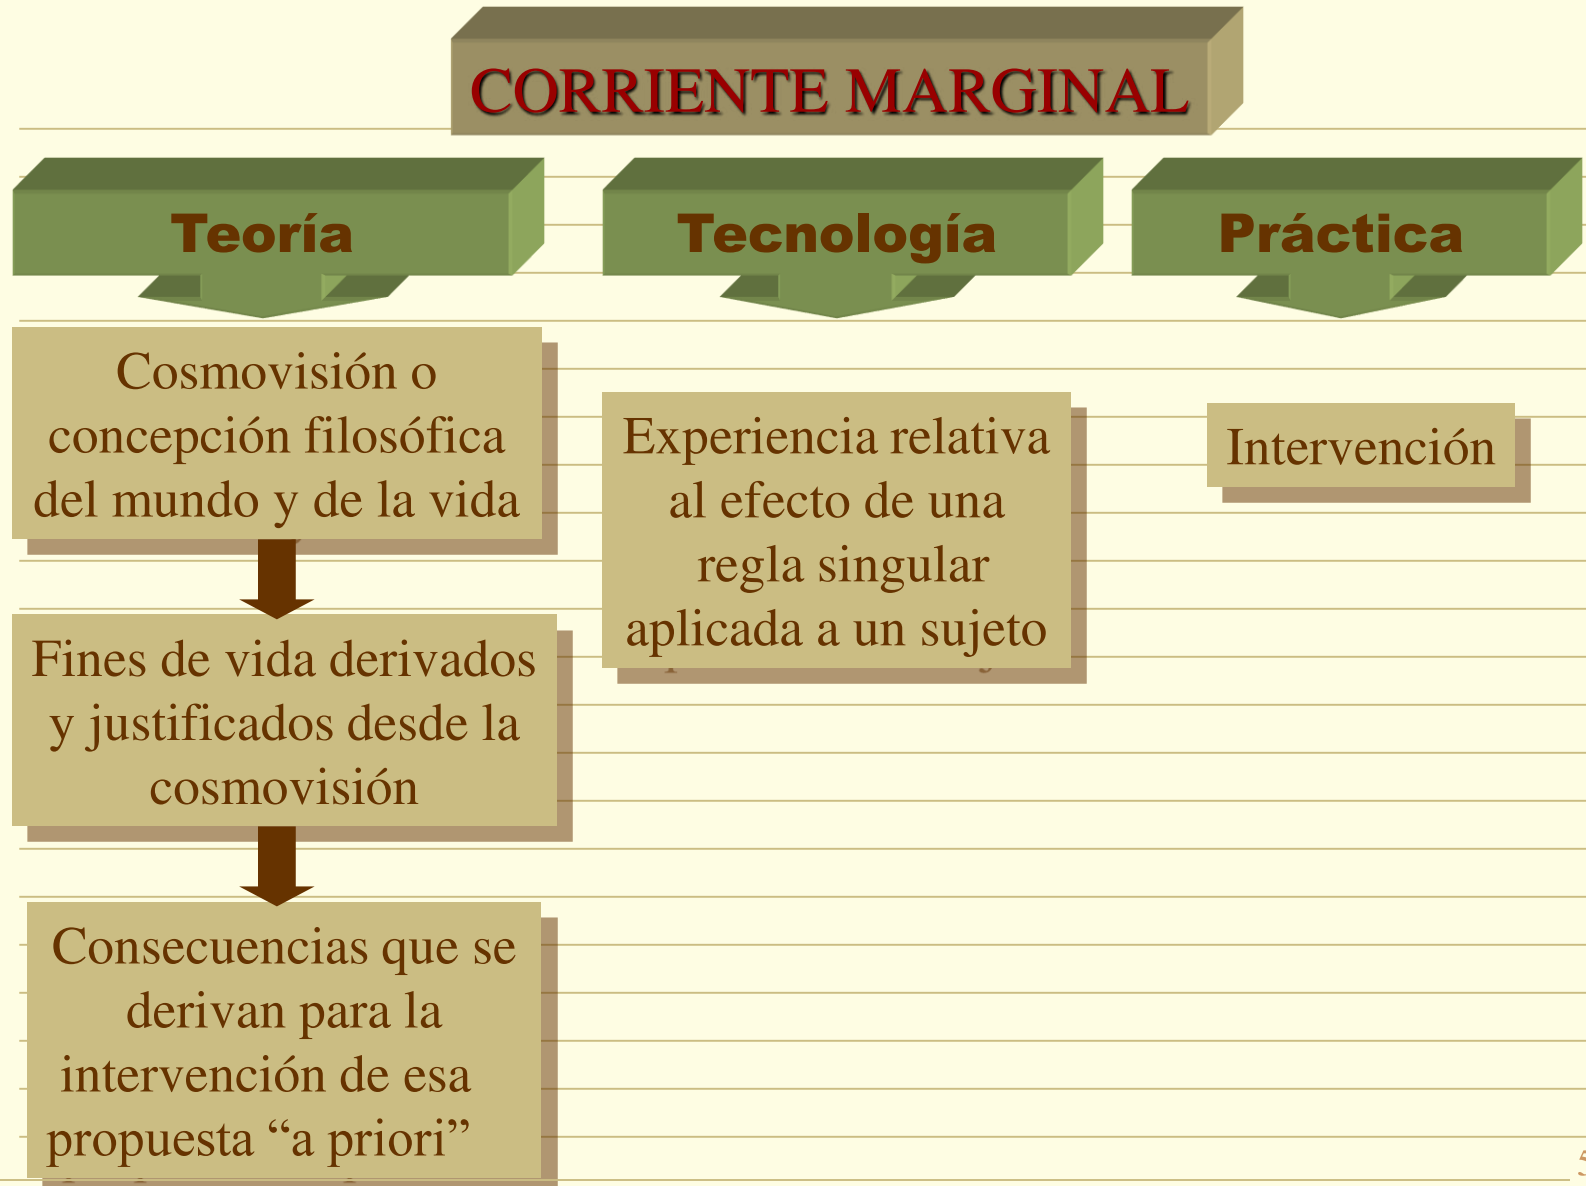 CORRIENTE MARGINAL
Teoría
Cosmovisión o
concepción filosófica
del mundo y de la vida
Fines de vida derivados
y justificados desde la
cosmovisión
Consecuencias que se
derivan para la
intervención de esa
propuesta “a priori”
Tecnología
Experiencia relativa
al efecto de una
regla singular
aplicada a un sujeto
Práctica
Intervención
5